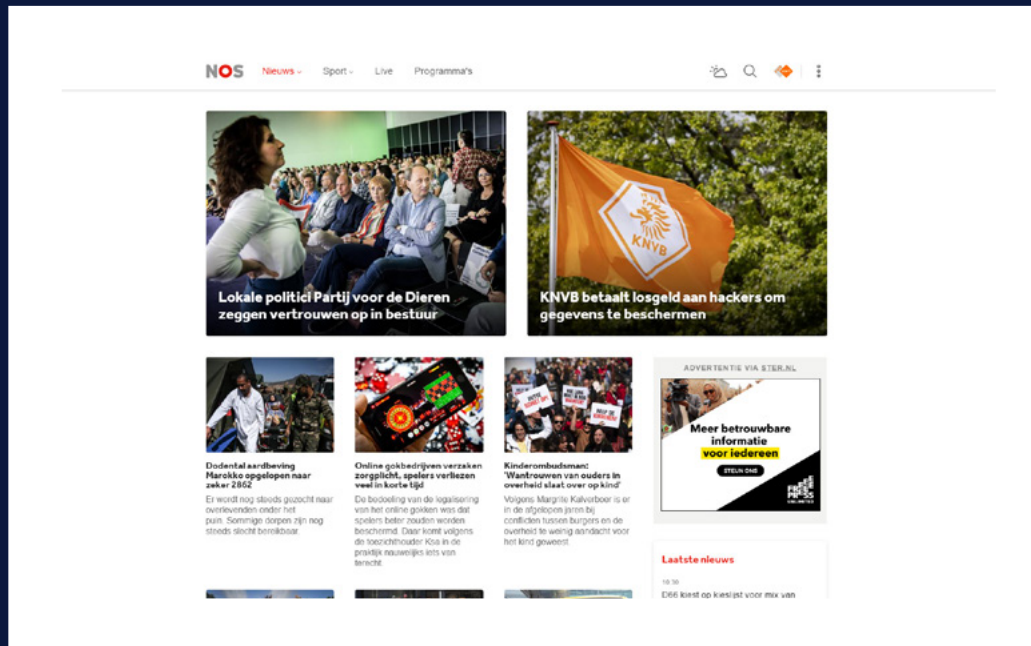 NOS
Nieuws
Sport
Live
Programma's
Lokale politici Partij voor de Dieren
zeggen vertrouwen op in bestuur
KNVB
KNVB betaalt losgeld aan hackers om
gegevens te beschermen
Dodental aardbeving
Marokko opgelopen naar
zeker 2862
Er wordt nog steeds gezocht naar
overlevenden onder het
puin. Sommige dorpen zijn nog
steeds slecht bereikbaar.
Online gokbedrijven verzaken
zorgplicht, spelers verliezen
veel in korte tijd
De bedoeling van de legalisering
van het online gokken was dat
spelers beter zouden worden
beschermd. Daar komt volgens
de toezichthouder Ksa in de
praktijk nauwelijks iets van
terecht.
Kinderombudsman:
'Wantrouwen van ouders in
overheid slaat over op kind'
Volgens Margrite Kalverboer is er
in de afgelopen jaren bij
conflicten tussen burgers en de
overheid te weinig aandacht voor
het kind geweest.
ADVERTENTIE VIA STER.NL
Meer betrouwbare
informatie
voor iedereen
STEUN ONS
FREE
PRESS
UNLIMITED
Laatste nieuws
D66 kiest op kieslijst voor mix van